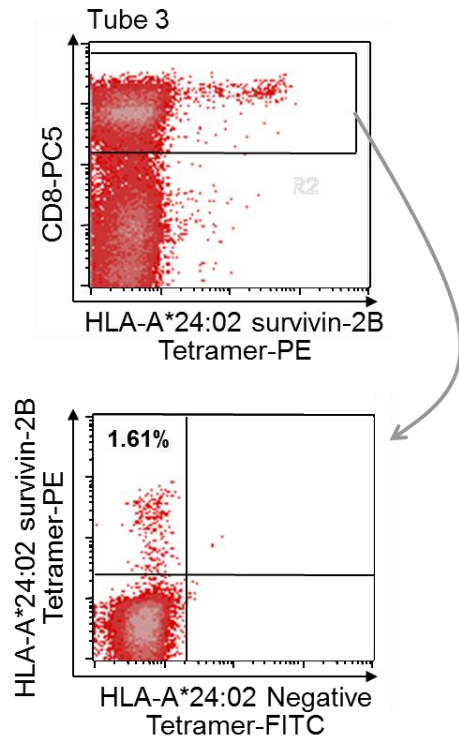 Tube 3
CD8-PC5
R2
HLA-A*24:02 survivin-2B
Tetramer-PE
1.61%
HLA-A*24:02 survivin-2B
Tetramer-PE
HLA-A*24:02 Negative
Tetramer-FITC